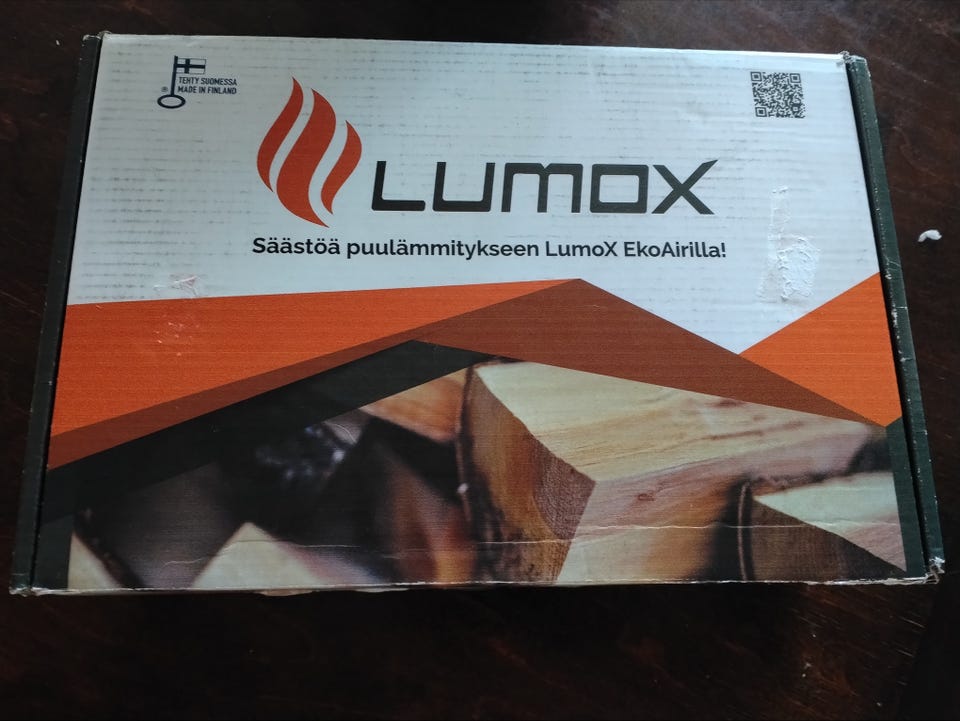 TEHTY SUOMESSA
MADE IN FINLAND
LUMOX
Säästöä puulämmitykseen LumoX EkoAirilla!